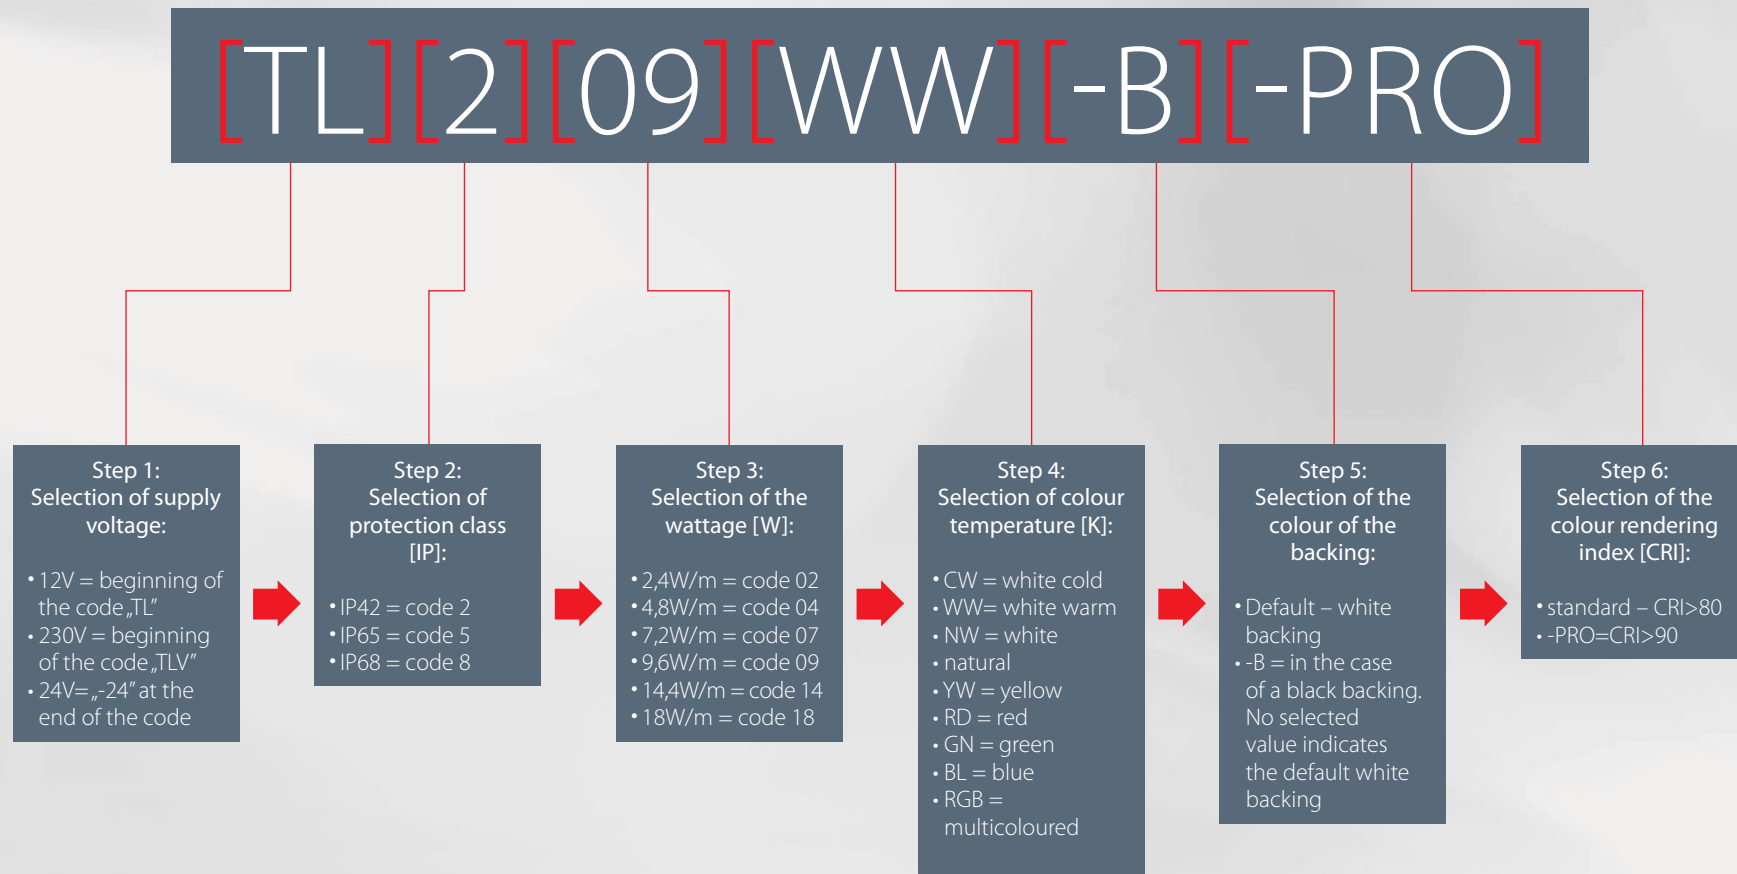 [TL][2][09][WW][-B][-PRO]
Step 1:
Selection of supply
voltage:
• 12V = beginning of
the code „TL”
• 230V = beginning
of the code „TLV”
• 24V= „-24” at the
end of the code
Step 2:
Selection of
protection class
[IP]:
• IP42 = code 2
• IP65 = code 5
• IP68 = code 8
Step 3:
Selection of the
wattage [W]:
• 2,4W/m = code 02
• 4,8W/m = code 04
• 7,2W/m = code 07
• 9,6W/m = code 09
• 14,4W/m = code 14
• 18W/m = code 18
Step 4:
Selection of colour
temperature [K]:
• CW = white cold
• WW= white warm
• NW = white
• natural
• YW = yellow
• RD = red
• GN = green
• BL = blue
• RGB =
multicoloured
Step 5:
Selection of the
colour of the
backing:
• Default – white
backing
• -B = in the case
of a black backing.
No selected
value indicates
the default white
backing
Step 6:
Selection of the
colour rendering
index [CRI]:
• standard – CRI>80
• -PRO=CRI>90